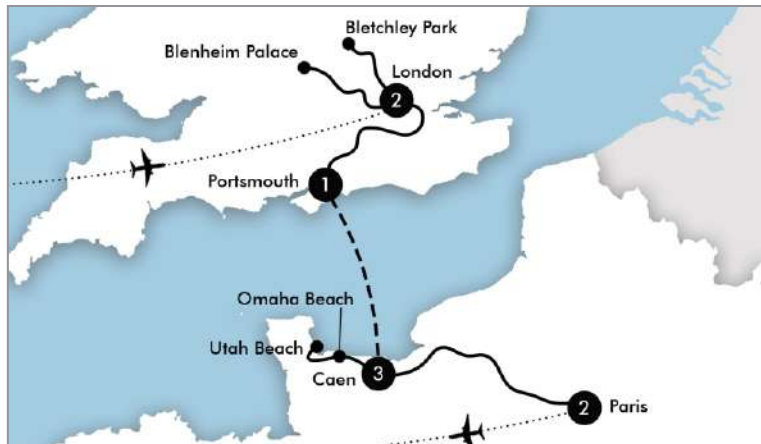 Bletchley Park
Blenheim Palace
London
2
Portsmouth
1
Omaha Beach
Utah Beach
Caen
3
2
Paris